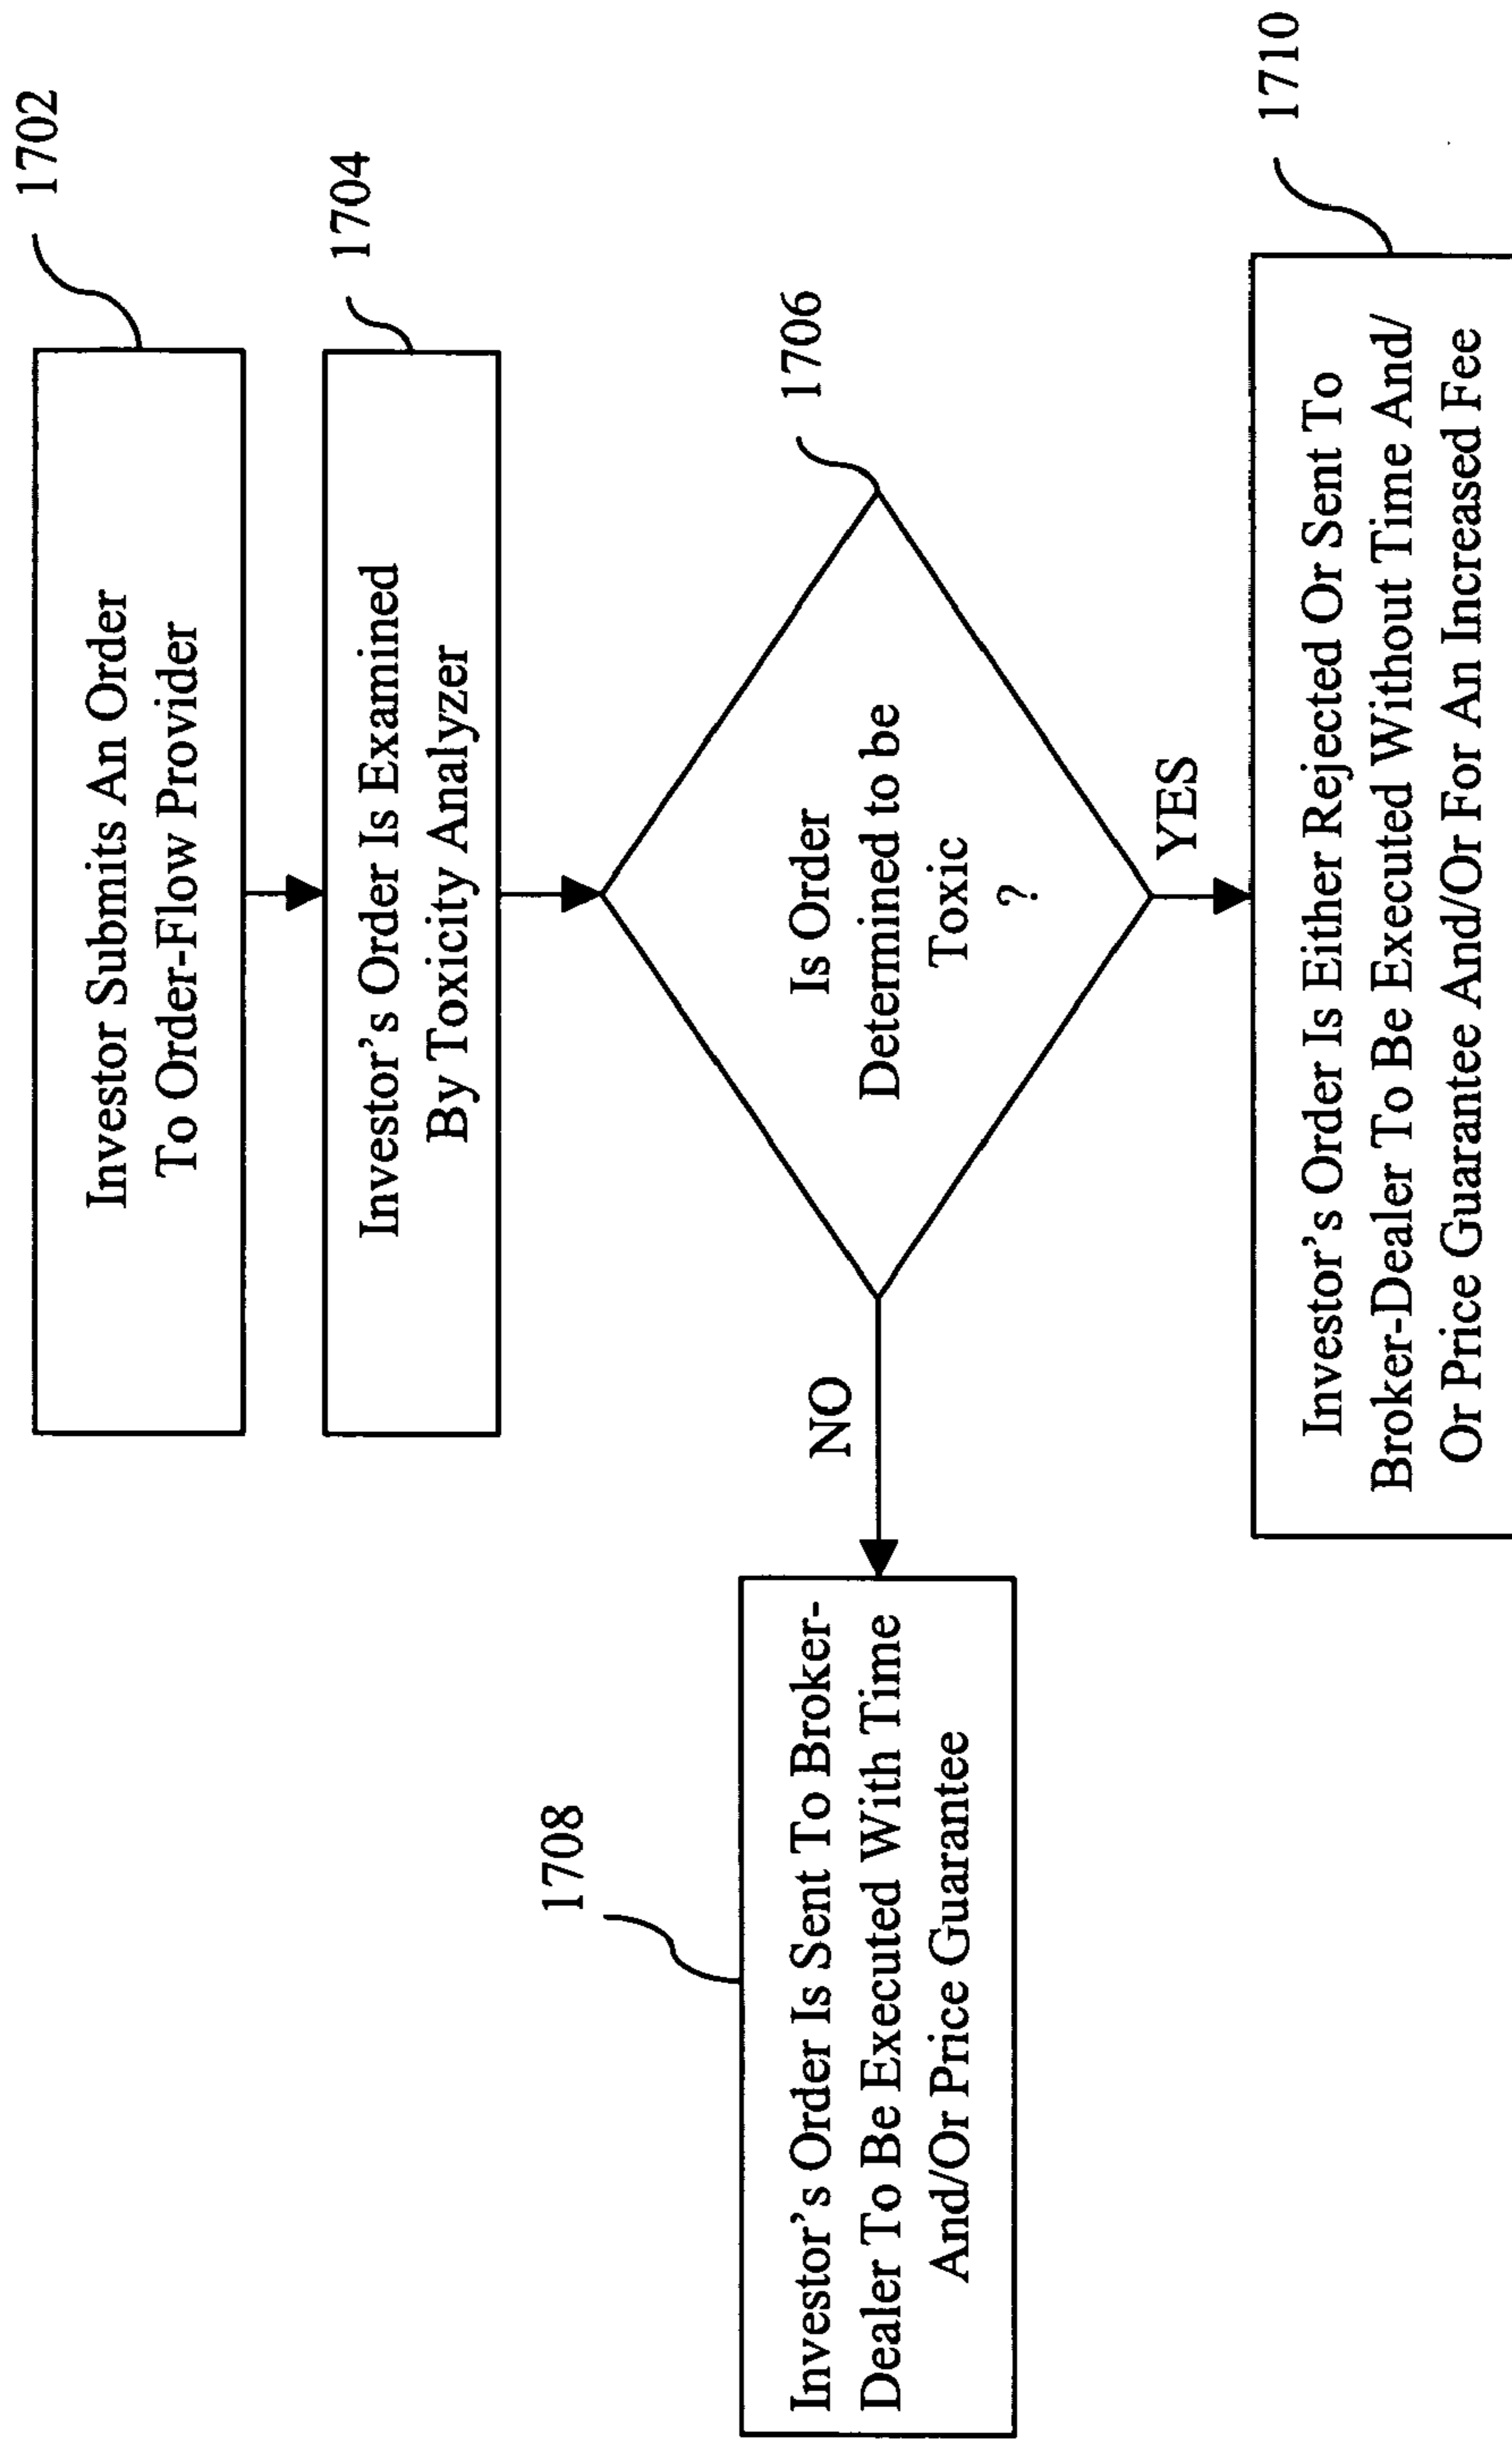 1702
Investor Submits An Order
To Order-Flow Provider
1704
Investor's Order Is Examined
By Toxicity Analyzer
1706
Is Order
Determined to be
Toxic
?
NO
YES
1708
Investor's Order Is Sent To Broker-
Dealer To Be Executed With Time
And/Or Price Guarantee
1710
Investor's Order Is Either Rejected Or Sent To
Broker-Dealer To Be Executed Without Time And/
Or Price Guarantee And/Or For An Increased Fee